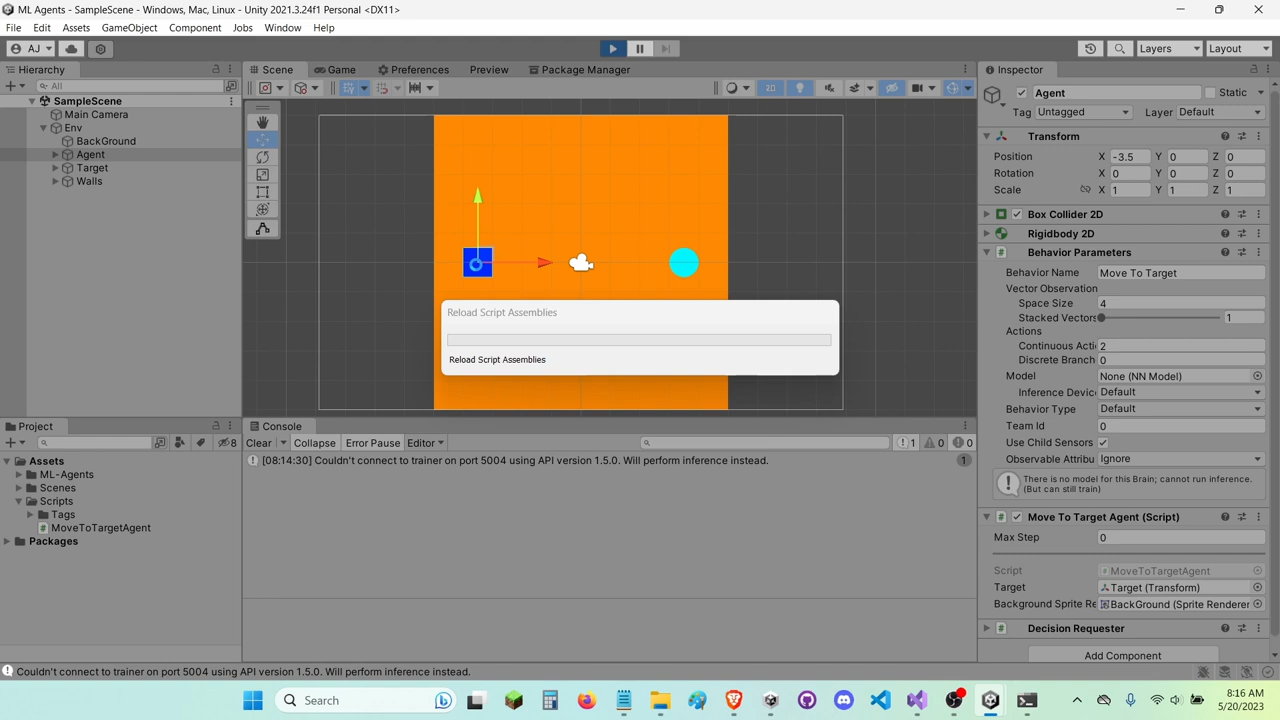 ML Agents - SampleScene - Windows, Mac, Linux - Unity 2021.3.24f1 Personal <DX11>
File Edit Assets GameObject Component Jobs Window Help
AJ
Layers Layout
Hierarchy
All
SampleScene
Main Camera
Env
BackGround
Agent
Target
Walls
Scene Game Preferences Preview Package Manager
2D
Reload Script Assemblies
Reload Script Assemblies
Project
8
Assets
ML-Agents
Scenes
Scripts
Tags
MoveToTargetAgent
Packages
Console
Clear Collapse Error Pause Editor
1 0 0
[08:14:30] Couldn't connect to trainer on port 5004 using API version 1.5.0. Will perform inference instead.
1
Inspector
Agent Static
Tag Untagged Layer Default
Transform
Position X -3.5 Y 0 Z 0
Rotation X 0 Y 0 Z 0
Scale X 1 Y 1 Z 1
Box Collider 2D
Rigidbody 2D
Behavior Parameters
Behavior Name Move To Target
Vector Observation
Space Size 4
Stacked Vectors 1
Actions
Continuous Acti 2
Discrete Branch 0
Model None (NN Model)
Inference Devic Default
Behavior Type Default
Team Id 0
Use Child Sensors
Observable Attribu Ignore
There is no model for this Brain; cannot run inference.
(But can still train)
Move To Target Agent (Script)
Max Step 0
Script MoveToTargetAgent
Target Target (Transform)
Background Sprite Re BackGround (Sprite Renderer
Decision Requester
Add Component
Couldn't connect to trainer on port 5004 using API version 1.5.0. Will perform inference instead.
Search
8:16 AM
5/20/2023